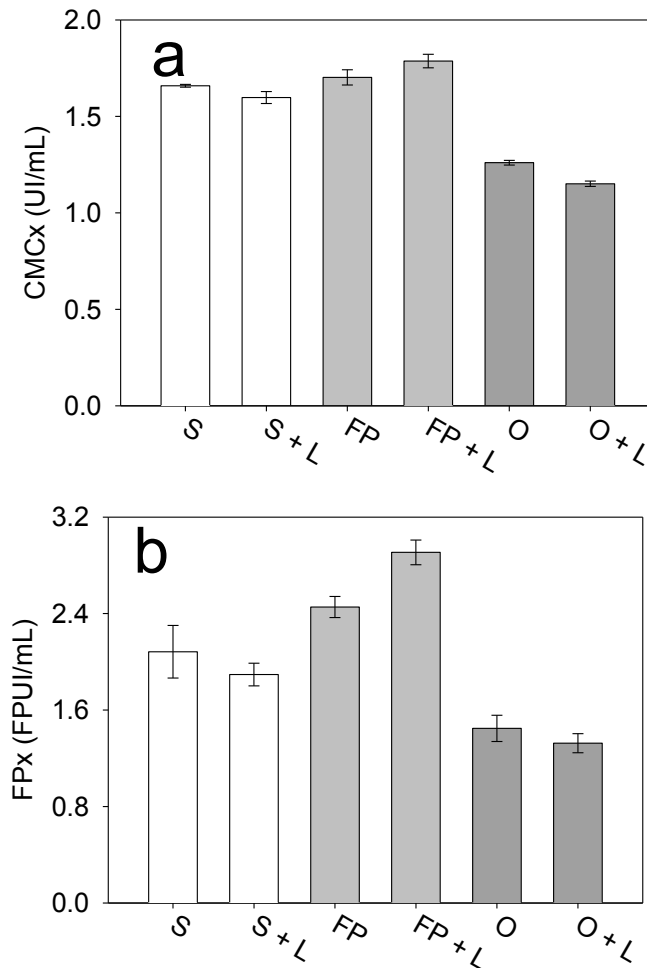 a
CMCx (UI/mL)
2.0
1.5
1.0
0.5
0.0
S
S + L
FP
FP + L
O
O + L
b
FPx (FPUI/mL)
3.2
2.4
1.6
0.8
0.0
S
S + L
FP
FP + L
O
O + L